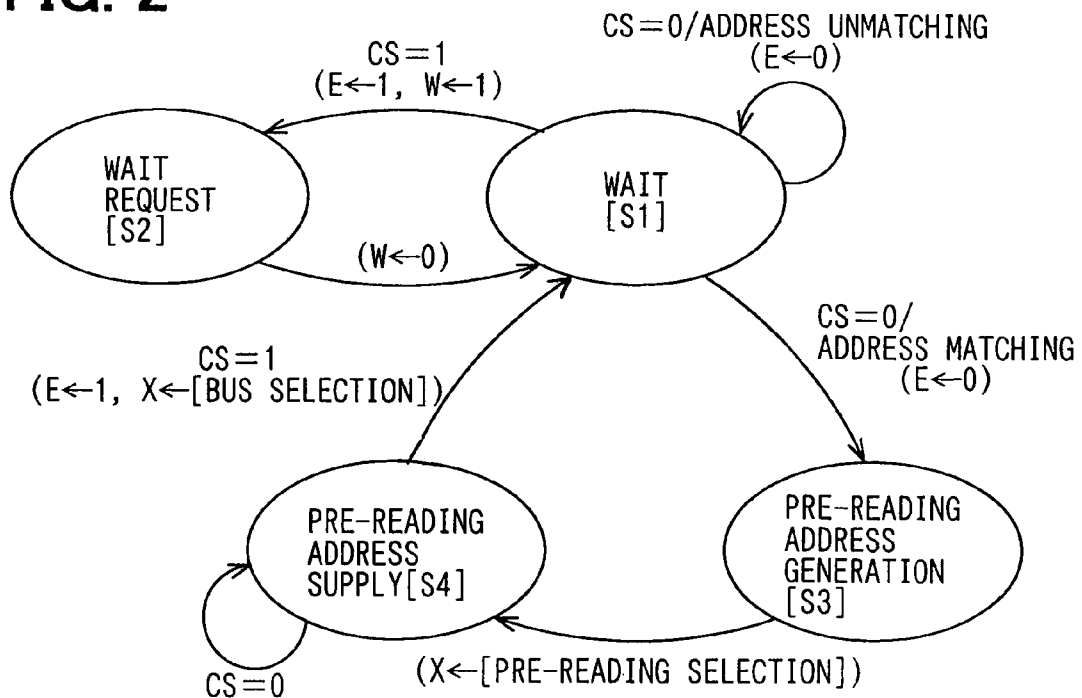 FIG. 2
CS=0/ADDRESS UNMATCHING
(E←0)
CS=1
(E←1, W←1)
WAIT
REQUEST
[S2]
WAIT
[S1]
(W←0)
CS=0/
ADDRESS MATCHING
(E←0)
CS=1
(E←1, X←[BUS SELECTION])
PRE-READING
ADDRESS
SUPPLY[S4]
PRE-READING
ADDRESS
GENERATION
[S3]
(X←[PRE-READING SELECTION])
CS=0